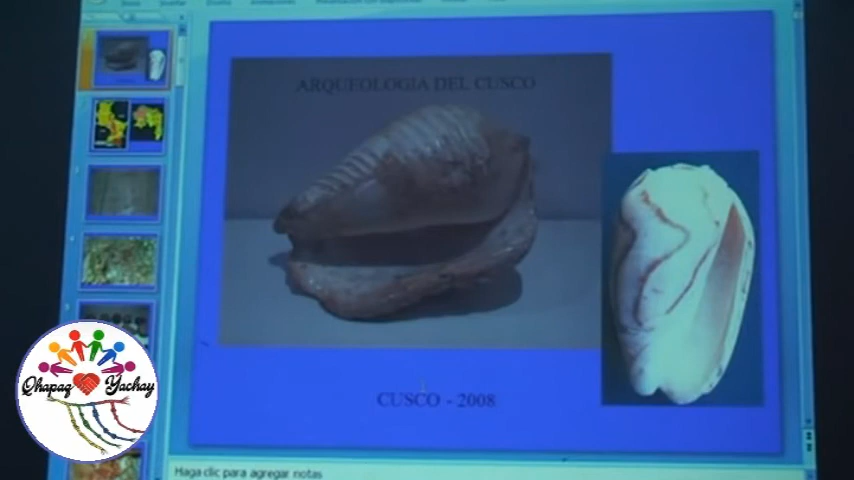 ARQUEOLOGIA DEL CUSCO
CUSCO - 2008
Qhapaq Yachay
Haga clic para agregar notas